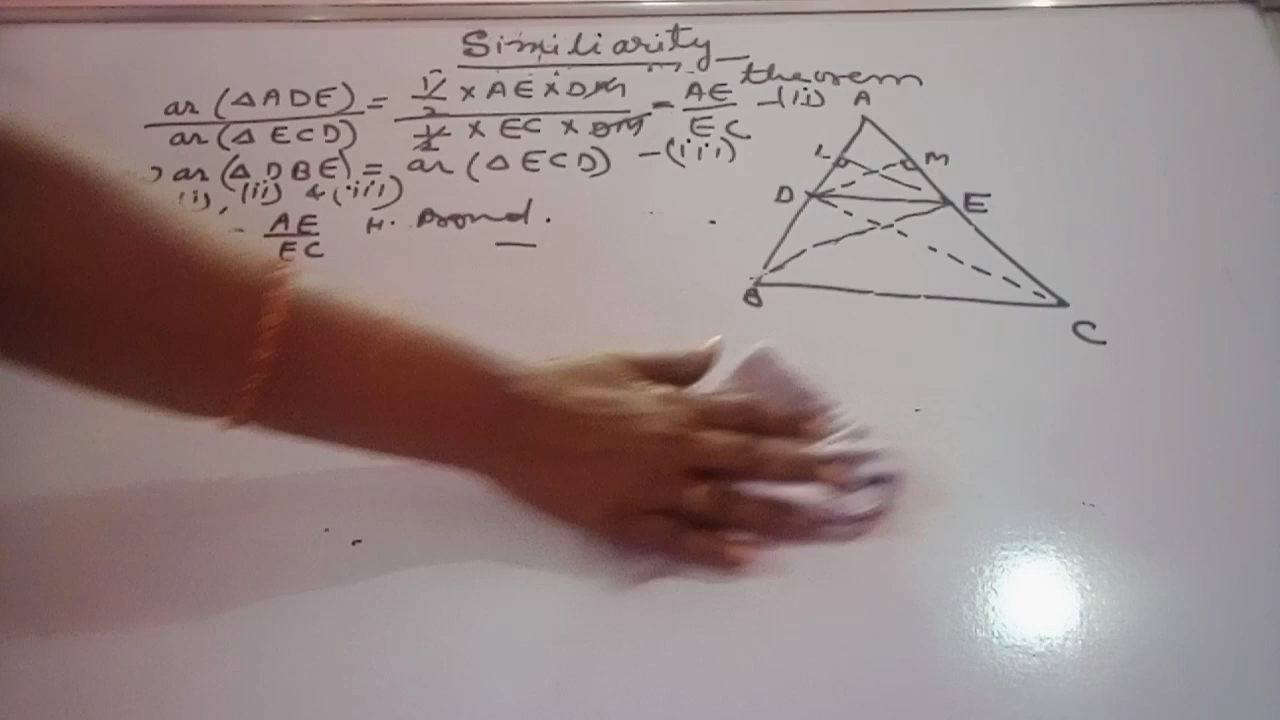 Similiarity
theorem
ar (△ADE) / ar (△ECD) = 1/2 × AE × DM / 1/2 × EC × DM = AE / EC -(ii)
ar (△DBE) = ar (△ECD) -(iii)
(i), (ii) & (iii)
AE / EC H.
A
L M
D E
B
C